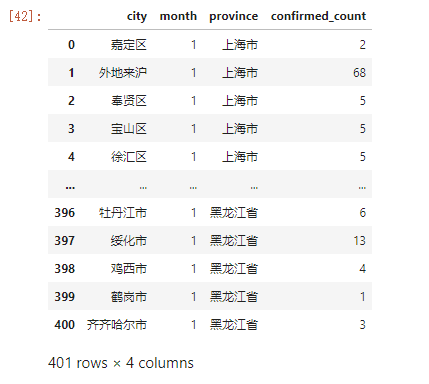 [42]:
city month province confirmed_count
0 嘉定区 1 上海市 2
1 外地来沪 1 上海市 68
2 奉贤区 1 上海市 5
3 宝山区 1 上海市 5
4 徐汇区 1 上海市 5
... ... ... ... ...
396 牡丹江市 1 黑龙江省 6
397 绥化市 1 黑龙江省 13
398 鸡西市 1 黑龙江省 4
399 鹤岗市 1 黑龙江省 1
400 齐齐哈尔市 1 黑龙江省 3
401 rows × 4 columns